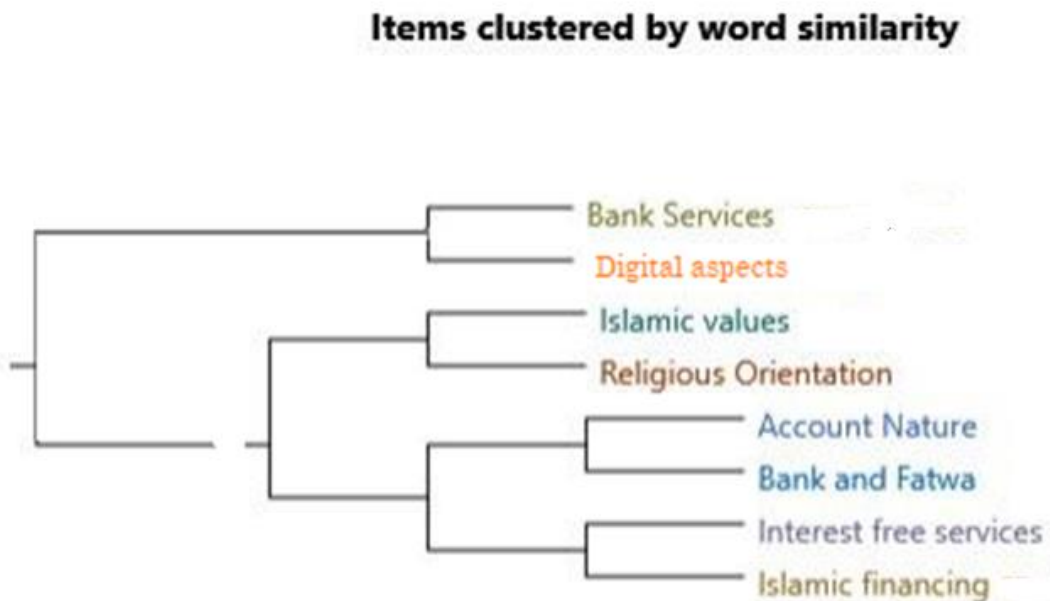 Items clustered by word similarity
Bank Services
Digital aspects
Islamic values
Religious Orientation
Account Nature
Bank and Fatwa
Interest free services
Islamic financing